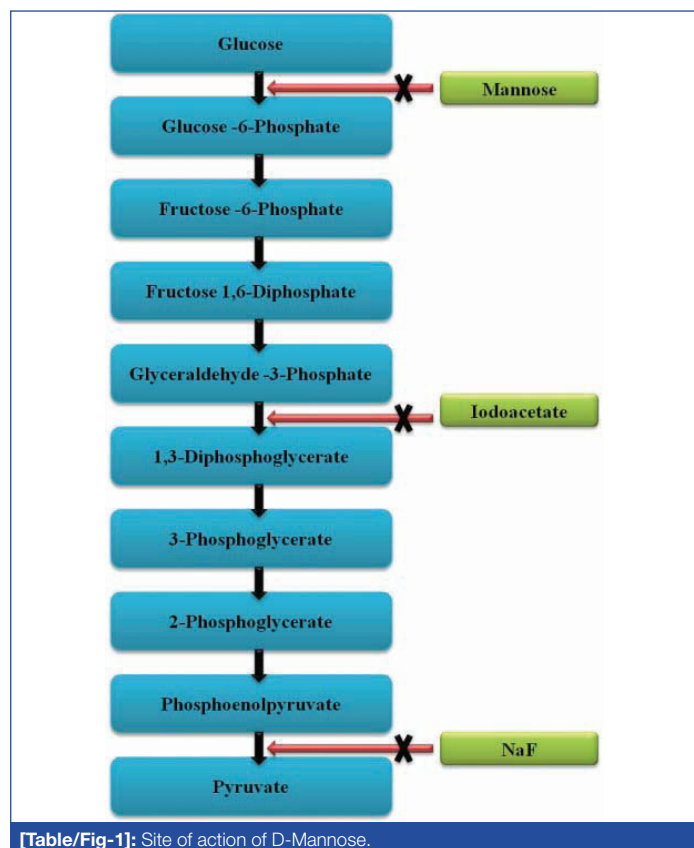 Glucose
Mannose
Glucose -6-Phosphate
Fructose -6-Phosphate
Fructose 1,6-Diphosphate
Glyceraldehyde -3-Phosphate
Iodoacetate
1,3-Diphosphoglycerate
3-Phosphoglycerate
2-Phosphoglycerate
Phosphoenolpyruvate
NaF
Pyruvate
[Table/Fig-1]: Site of action of D-Mannose.